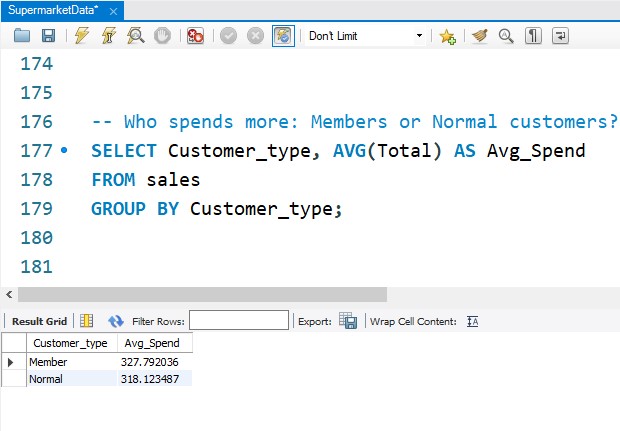 SupermarketData*
Don't Limit
174
175
176 -- Who spends more: Members or Normal customers?
177 SELECT Customer_type, AVG(Total) AS Avg_Spend
178 FROM sales
179 GROUP BY Customer_type;
180
181
Result Grid Filter Rows: Export: Wrap Cell Content:
Customer_type Avg_Spend
Member 327.792036
Normal 318.123487